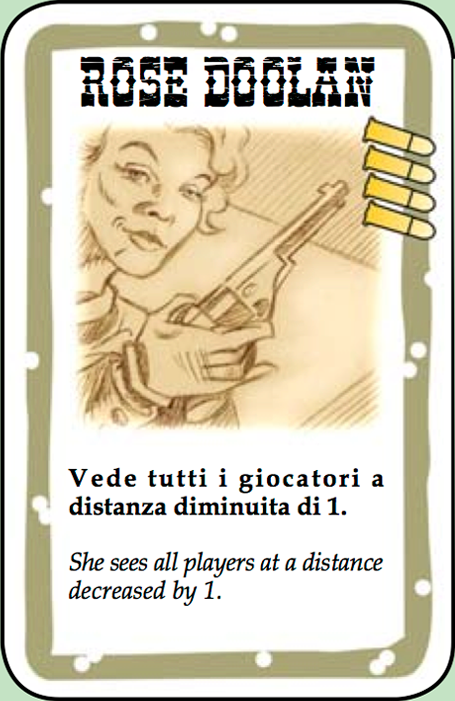 ROSE DOOLAN
Vede tutti i giocatori a
distanza diminuita di 1.
She sees all players at a distance
decreased by 1.